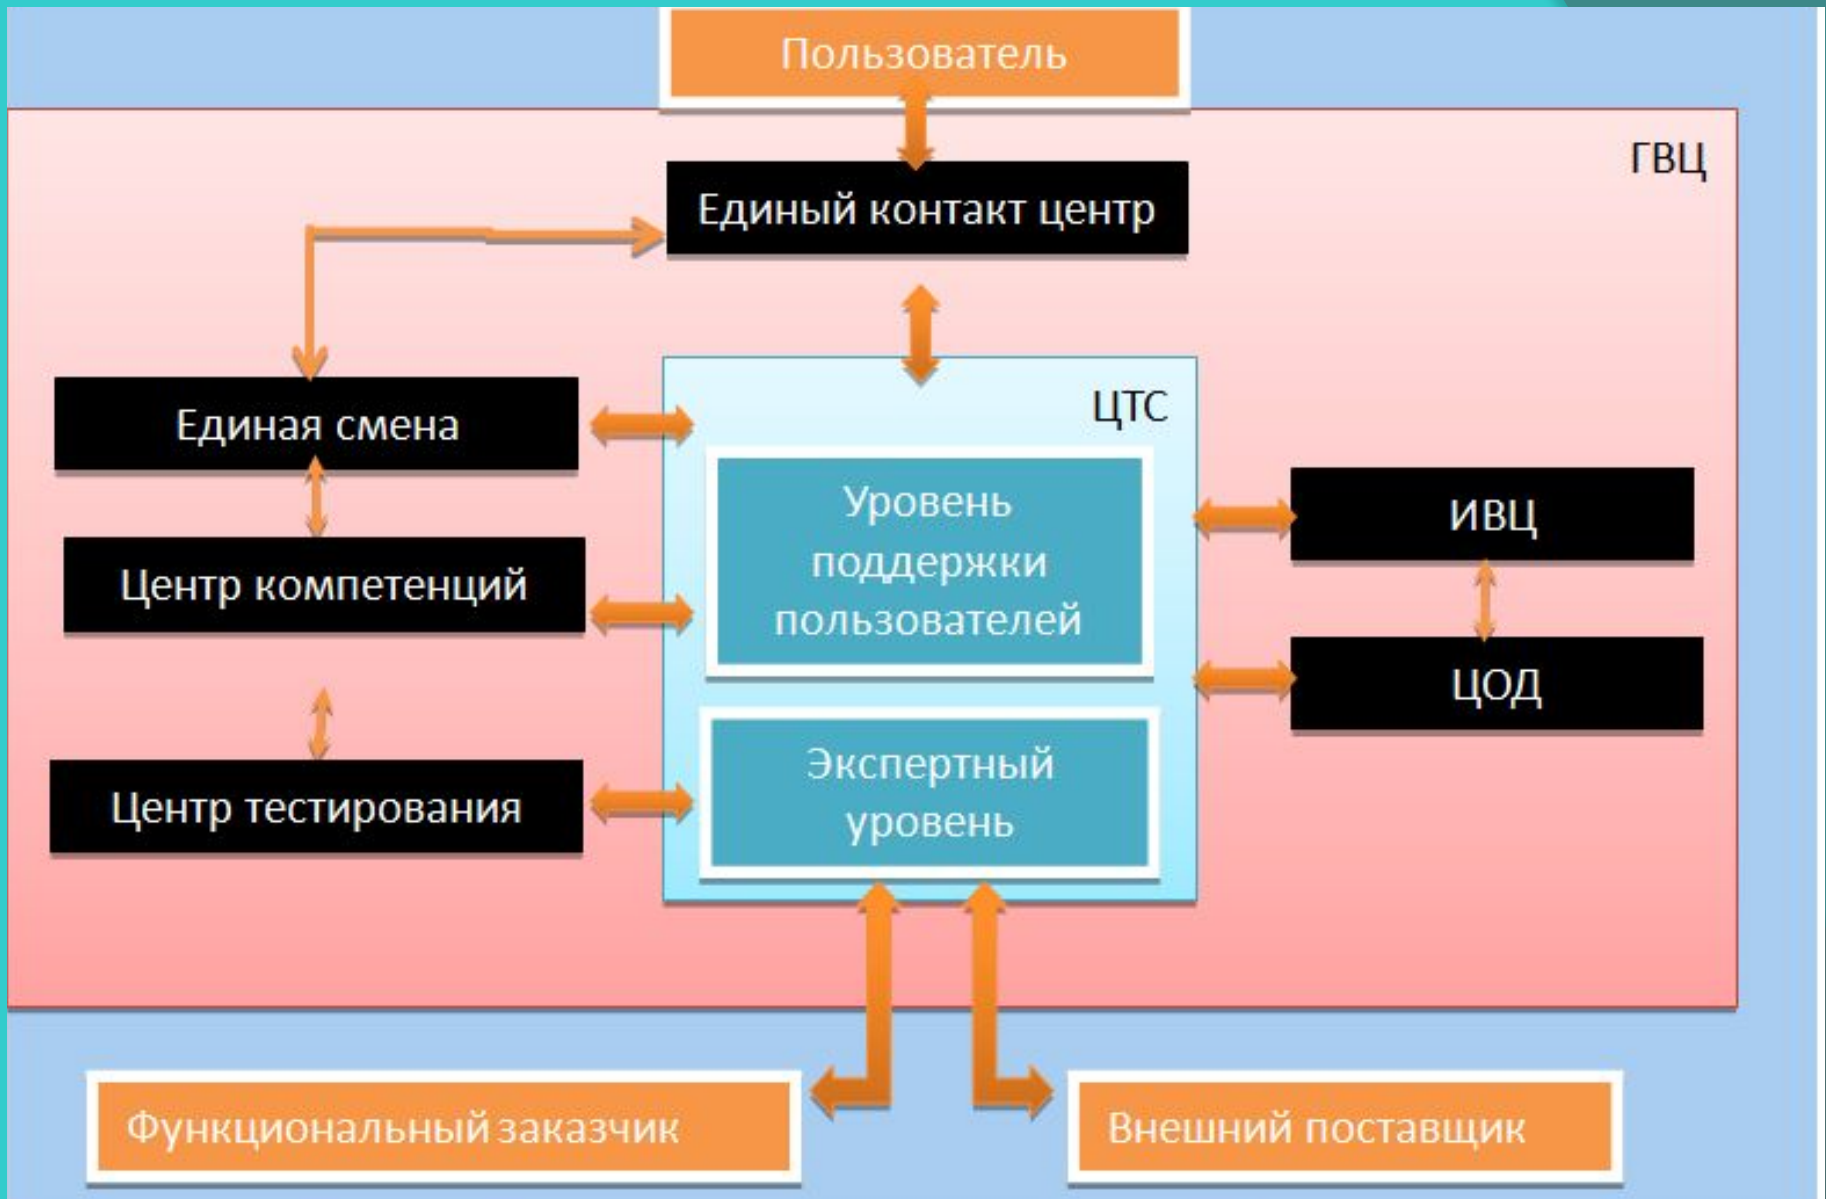 Пользователь
ГВЦ
Единый контакт центр
ЦТС
Единая смена
Уровень
поддержки
пользователей
ИВЦ
Центр компетенций
ЦОД
Экспертный
уровень
Центр тестирования
Функциональный заказчик
Внешний поставщик